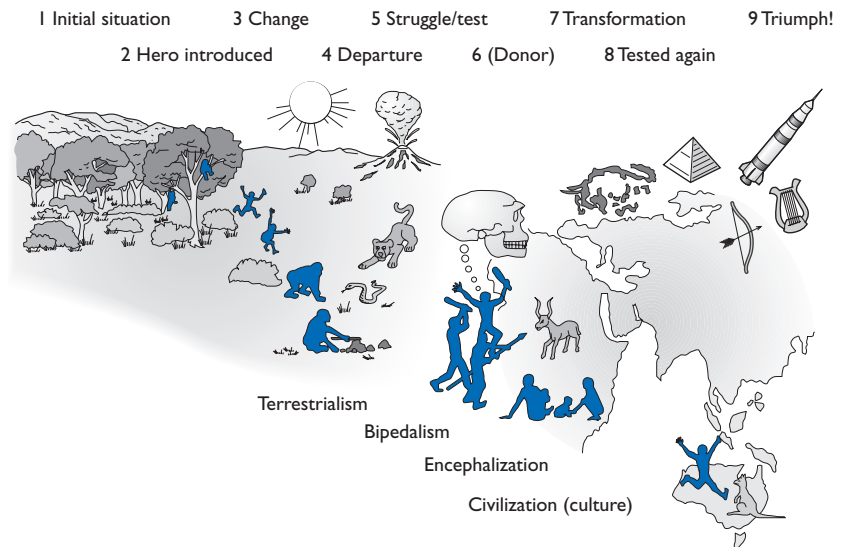 1 Initial situation 3 Change 5 Struggle/test 7 Transformation 9 Triumph!
2 Hero introduced 4 Departure 6 (Donor) 8 Tested again
Terrestrialism
Bipedalism
Encephalization
Civilization (culture)